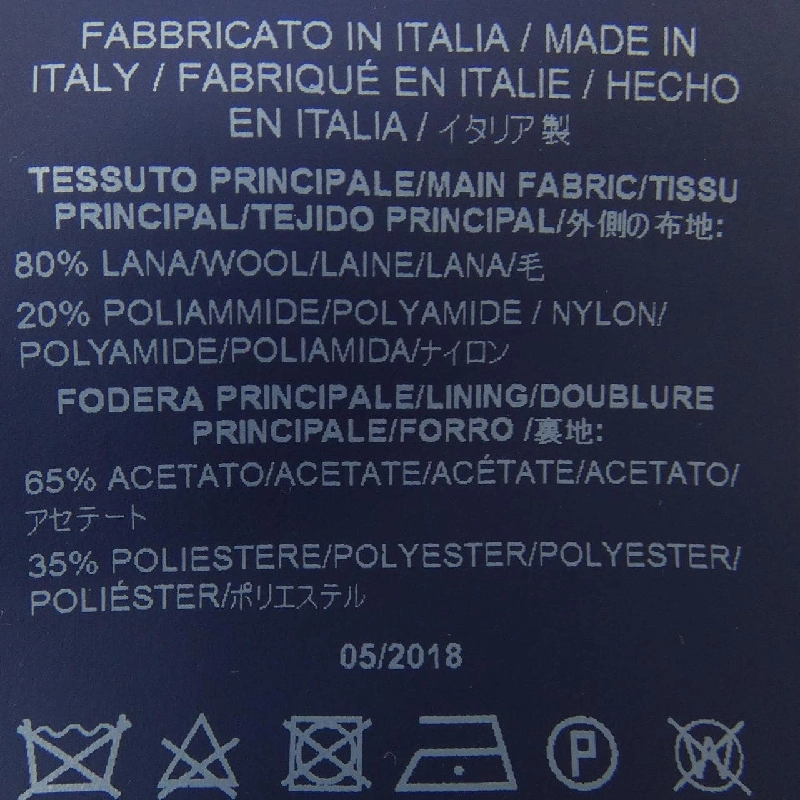 FABBRICATO IN ITALIA / MADE IN
ITALY / FABRIQUÉ EN ITALIE / HECHO
EN ITALIA / イタリア製
TESSUTO PRINCIPALE/MAIN FABRIC/TISSU
PRINCIPAL/TEJIDO PRINCIPAL/外側の布地:
80% LANA/WOOL/LAINE/LANA/毛
20% POLIAMMIDE/POLYAMIDE / NYLON/
POLYAMIDE/POLIAMIDA/ナイロン
FODERA PRINCIPALE/LINING/DOUBLURE
PRINCIPALE/FORRO /裏地:
65% ACETATO/ACETATE/ACÉTATE/ACETATO/
アセテート
35% POLIESTERE/POLYESTER/POLYESTER/
POLIÉSTER/ポリエステル
05/2018
P W